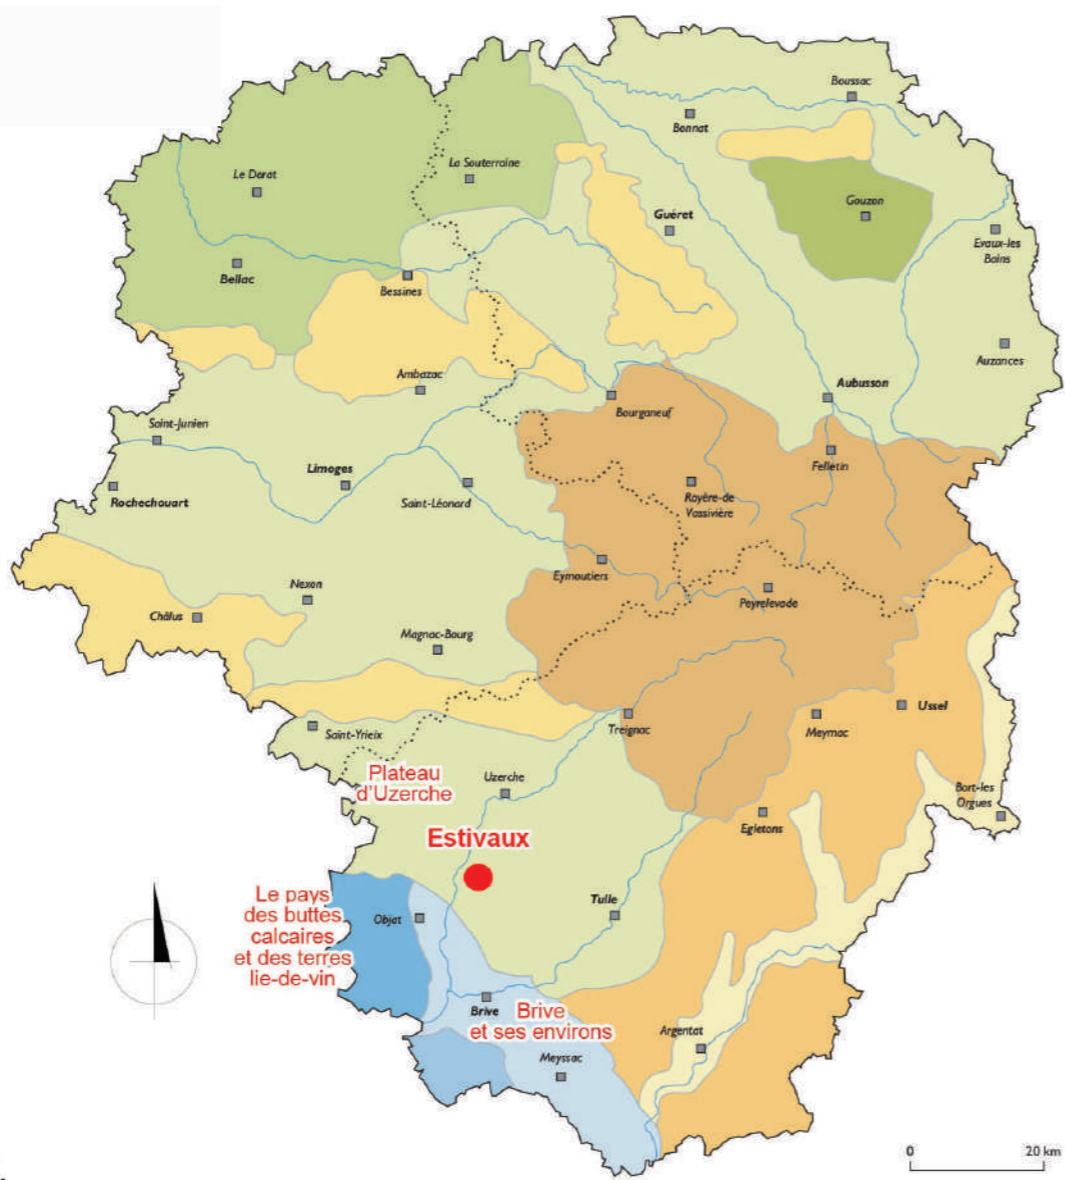 Boussac
Bonnat
La Souterraine
Le Dorat
Gouzon
Guéret
Evaux-les
Bains
Bellac
Bessines
Auzances
Ambazac
Aubusson
Bourganeuf
Saint-Junien
Felletin
Limoges
Rochechouart
Saint-Léonard
Royère-de
Vassivière
Eymoutiers
Nexon
Peyrelevade
Châlus
Magnac-Bourg
Ussel
Treignac
Meymac
Saint-Yrieix
Plateau
d'Uzerche
Uzerche
Bort-les
Orgues
Egletons
Estivaux
Le pays
des buttes
calcaires
et des terres
lie-de-vin
Objat
Tulle
Brive
Brive
et ses environs
Argentat
Meyssac
0 20 km